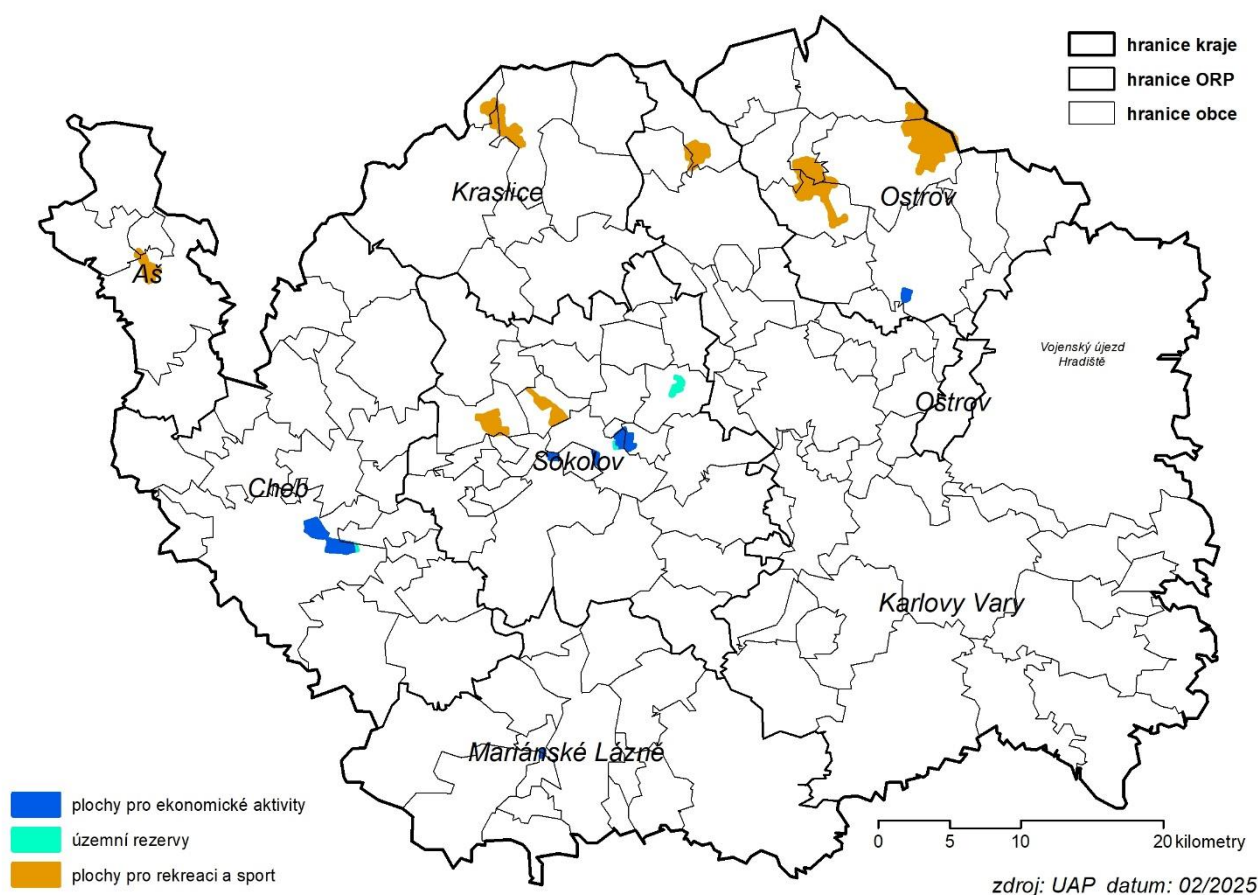 hranice kraje
hranice ORP
hranice obce
Kraslice
Ostrov
Aš
Vojenský újezd
Hradiště
Ostrov
Sokolov
Cheb
Karlovy Vary
Mariánské Lázně
plochy pro ekonomické aktivity
územní rezervy
plochy pro rekreaci a sport
0 5 10 20 kilometry
zdroj: UAP datum: 02/2025